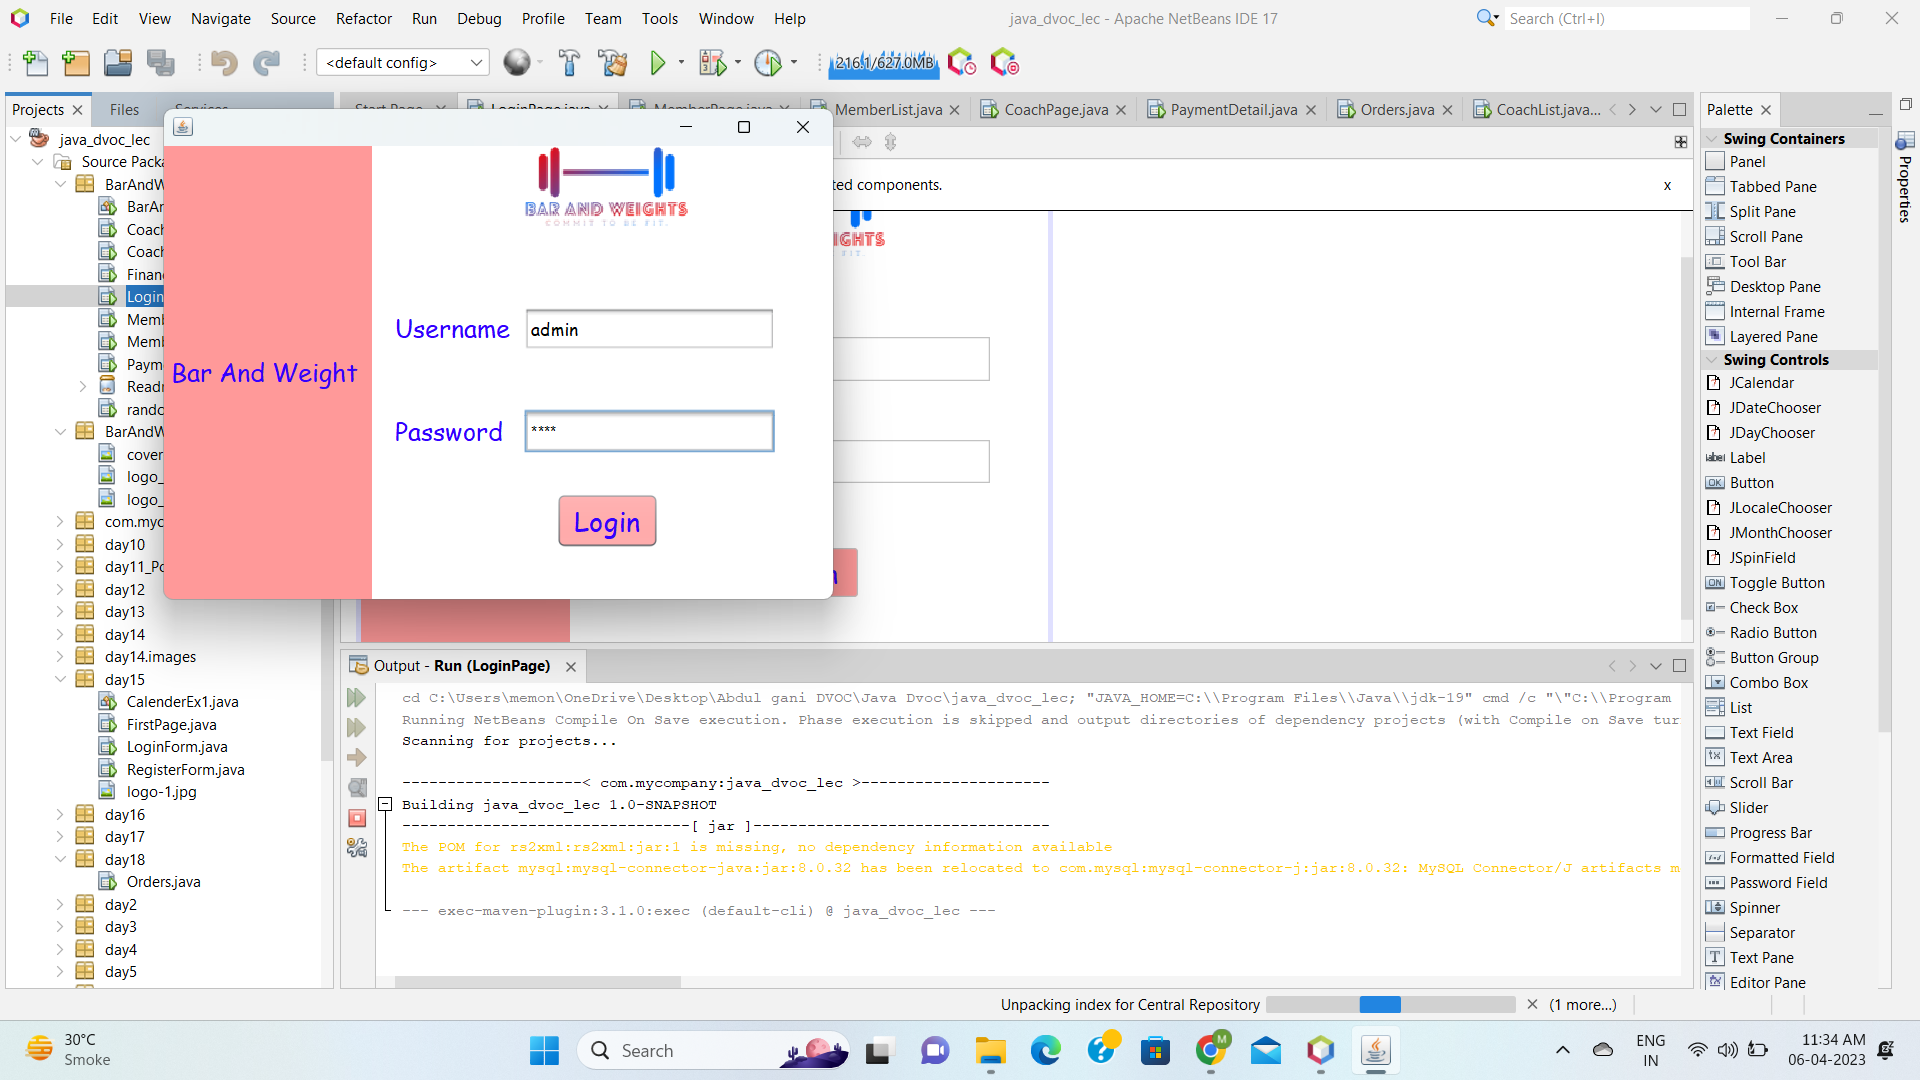 File Edit View Navigate Source Refactor Run Debug Profile Team Tools Window Help
java_dvoc_lec - Apache NetBeans IDE 17
Search (Ctrl+I)
<default config>
216.1/627.0MB
Projects
Files
Services
Start Page
LoginPage.java
MemberPage.java
MemberList.java
CoachPage.java
PaymentDetail.java
Orders.java
CoachList.java...
Palette
java_dvoc_lec
Source Packa
BarAndW
BarAn
Coach
Coach
Financ
Login
Memb
Memb
Paym
Readm
rando
BarAndW
cover
logo_
logo_
com.myc
day10
day11_Po
day12
day13
day14
day14.images
day15
CalenderEx1.java
FirstPage.java
LoginForm.java
RegisterForm.java
logo-1.jpg
day16
day17
day18
Orders.java
day2
day3
day4
day5
BAR AND WEIGHTS
COMMIT TO BE FIT.
Bar And Weight
Username
admin
Password
****
Login
ted components.
x
IGHTS
FIT.
Output - Run (LoginPage)
cd C:\Users\memon\OneDrive\Desktop\Abdul gani DVOC\Java Dvoc\java_dvoc_lec; "JAVA_HOME=C:\\Program Files\\Java\\jdk-19" cmd /c "\"C:\\Program
Running NetBeans Compile On Save execution. Phase execution is skipped and output directories of dependency projects (with Compile on Save tur
Scanning for projects...
--------------------< com.mycompany:java_dvoc_lec >---------------------
Building java_dvoc_lec 1.0-SNAPSHOT
--------------------------------[ jar ]---------------------------------
The POM for rs2xml:rs2xml:jar:1 is missing, no dependency information available
The artifact mysql:mysql-connector-java:jar:8.0.32 has been relocated to com.mysql:mysql-connector-j:jar:8.0.32: MySQL Connector/J artifacts m
--- exec-maven-plugin:3.1.0:exec (default-cli) @ java_dvoc_lec ---
Swing Containers
Panel
Tabbed Pane
Split Pane
Scroll Pane
Tool Bar
Desktop Pane
Internal Frame
Layered Pane
Swing Controls
JCalendar
JDateChooser
JDayChooser
Label
Button
JLocaleChooser
JMonthChooser
JSpinField
Toggle Button
Check Box
Radio Button
Button Group
Combo Box
List
Text Field
Text Area
Scroll Bar
Slider
Progress Bar
Formatted Field
Password Field
Spinner
Separator
Text Pane
Editor Pane
Properties
Unpacking index for Central Repository
(1 more...)
30°C
Smoke
Search
ENG
IN
11:34 AM
06-04-2023